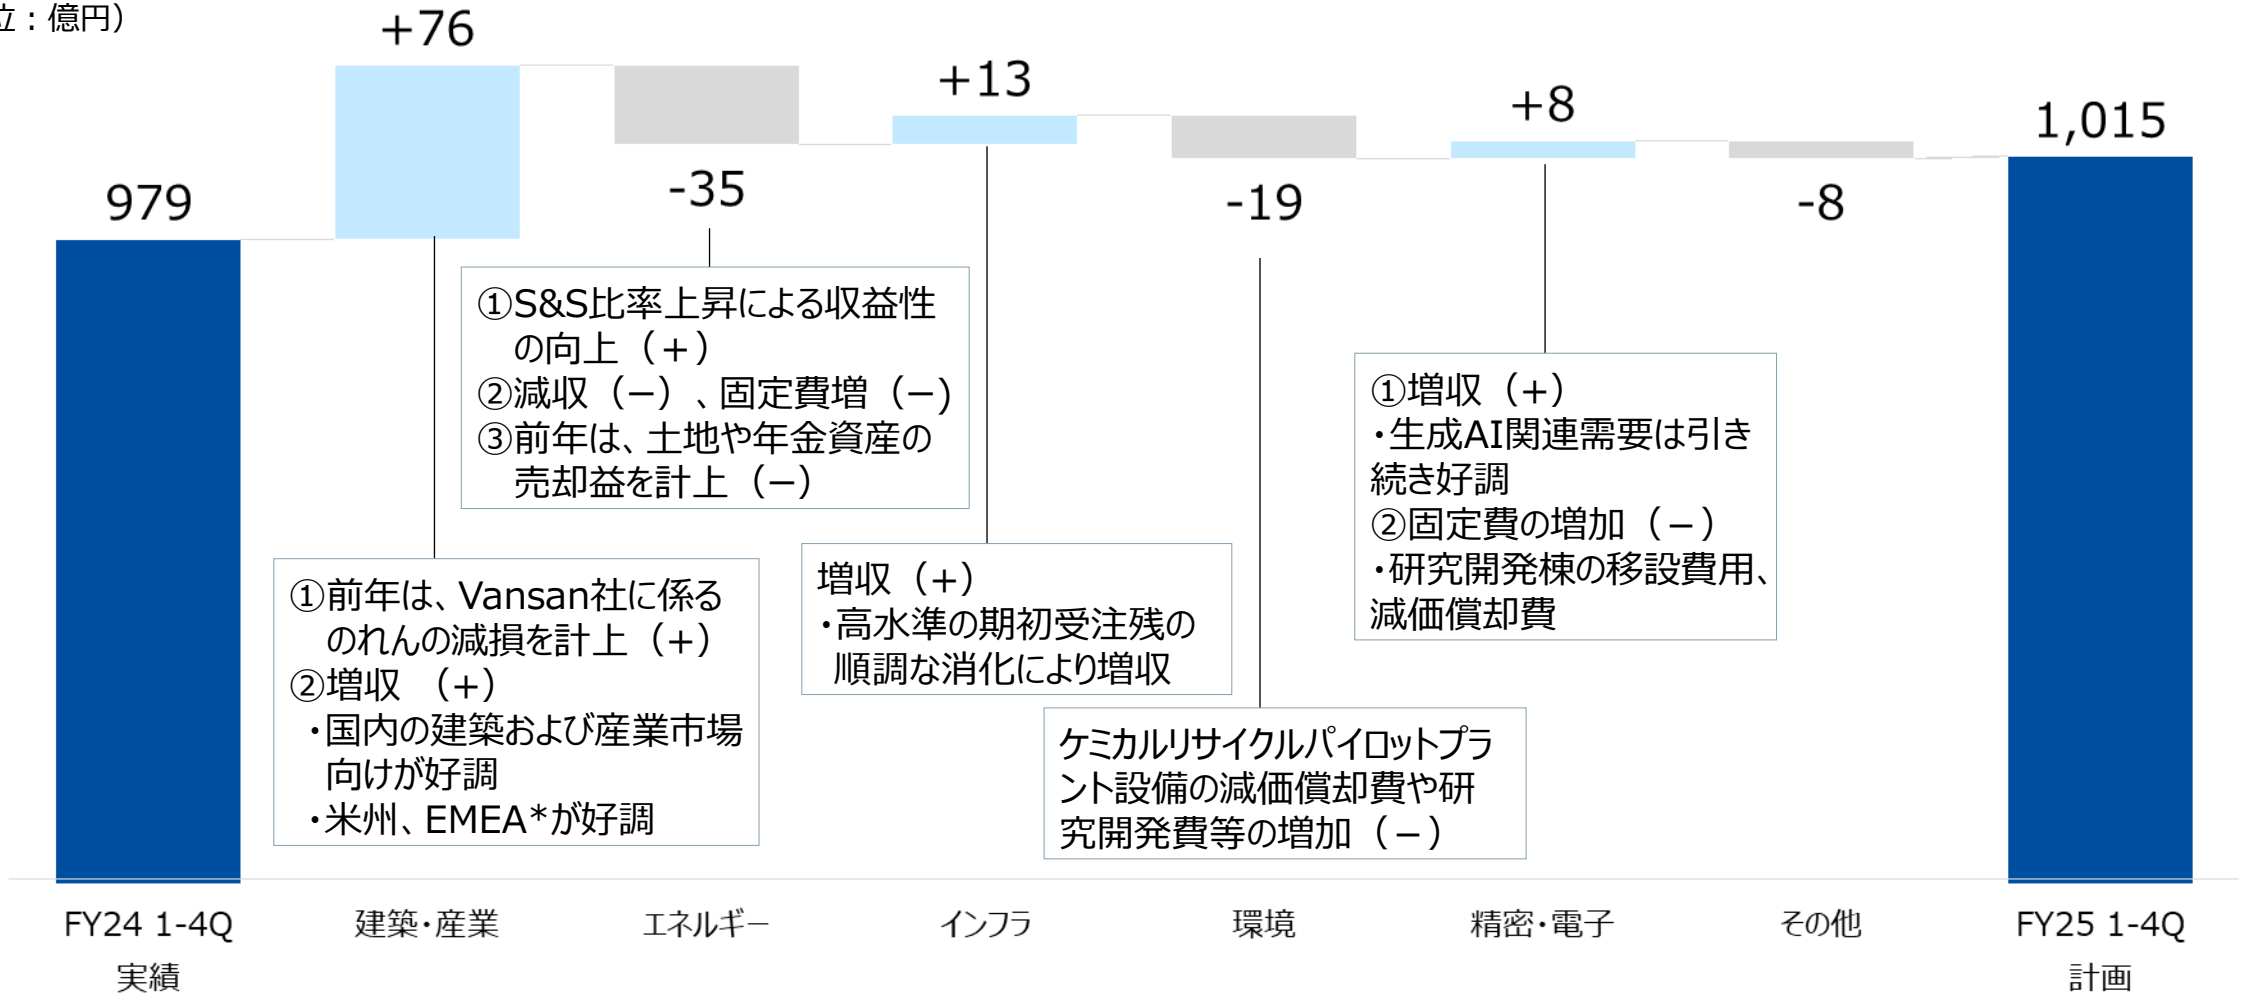 位：億円）
+76
+13
+8
1,015
979
-35
-19
-8
①S&S比率上昇による収益性
の向上（＋）
②減収（－）、固定費増（－)
③前年は、土地や年金資産の
売却益を計上（－）
①増収（+）
・生成AI関連需要は引き
続き好調
②固定費の増加（－）
・研究開発棟の移設費用、
減価償却費
①前年は、Vansan社に係る
のれんの減損を計上（+）
②増収 （+）
・国内の建築および産業市場
向けが好調
・米州、EMEA*が好調
増収（+）
・高水準の期初受注残の
順調な消化により増収
ケミカルリサイクルパイロットプラ
ント設備の減価償却費や研
究開発費等の増加（－）
FY24 1-4Q
実績
建築・産業
エネルギー
インフラ
環境
精密・電子
その他
FY25 1-4Q
計画